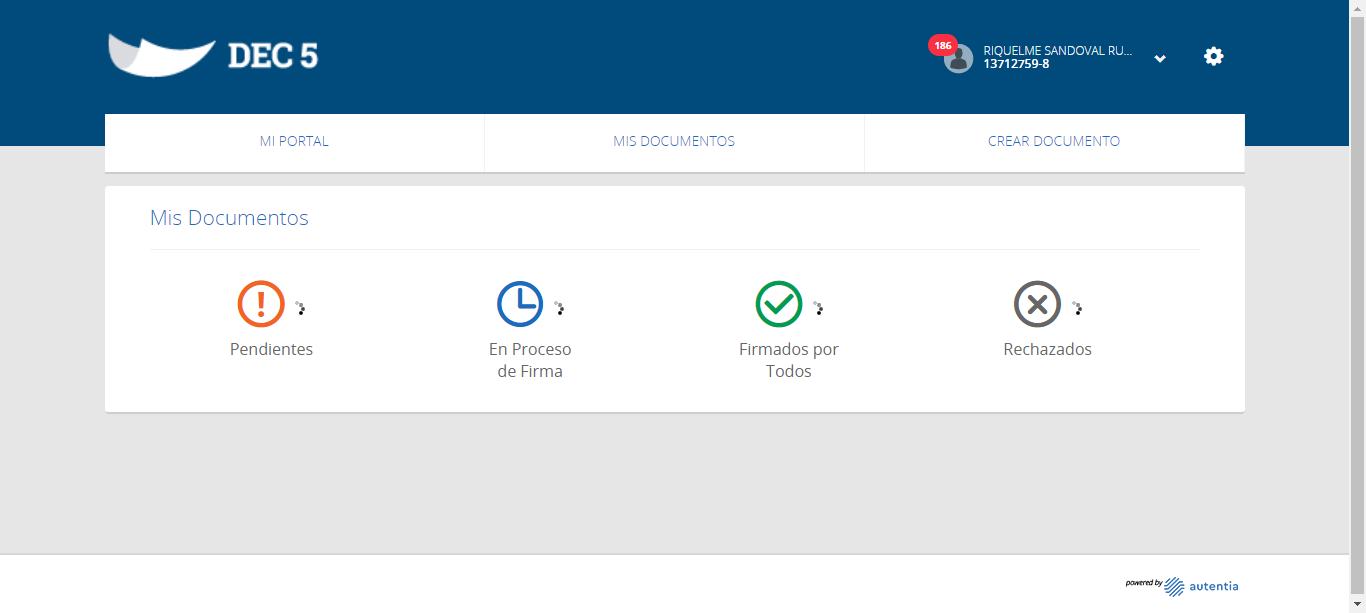 DEC 5
186
RIQUELME SANDOVAL RU...
13712759-8
MI PORTAL
MIS DOCUMENTOS
CREAR DOCUMENTO
Mis Documentos
Pendientes
En Proceso
de Firma
Firmados por
Todos
Rechazados
powered by autentia